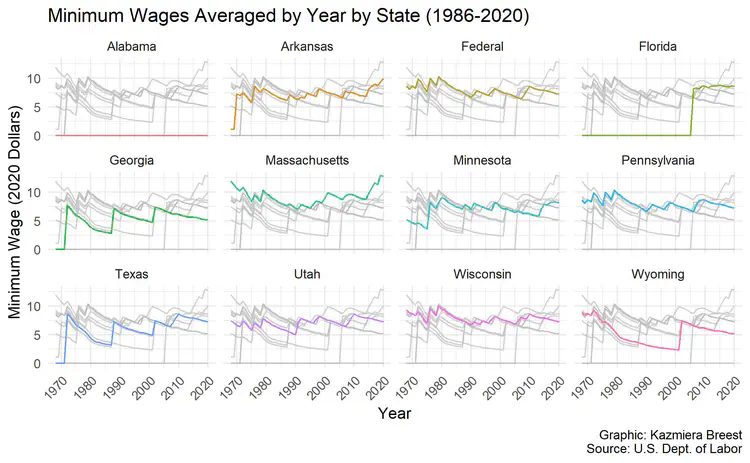 Minimum Wages Averaged by Year by State (1986-2020)
Alabama Arkansas Federal Florida
10
5
0
Georgia Massachusetts Minnesota Pennsylvania
10
5
0
Texas Utah Wisconsin Wyoming
10
5
0
Minimum Wage (2020 Dollars)
1970 1980 1990 2000 2010 2020 1970 1980 1990 2000 2010 2020 1970 1980 1990 2000 2010 2020 1970 1980 1990 2000 2010 2020
Year
Graphic: Kazmiera Breest
Source: U.S. Dept. of Labor